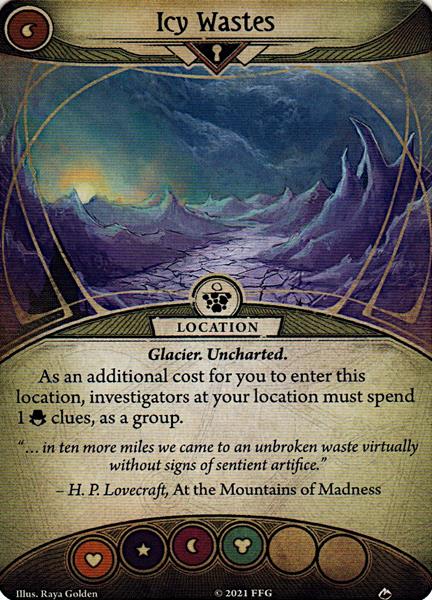 Icy Wastes
LOCATION
Glacier. Uncharted.
As an additional cost for you to enter this
location, investigators at your location must spend
1 clues, as a group.
“… in ten more miles we came to an unbroken waste virtually
without signs of sentient artifice.”
– H. P. Lovecraft, At the Mountains of Madness
Illus. Raya Golden
© 2021 FFG